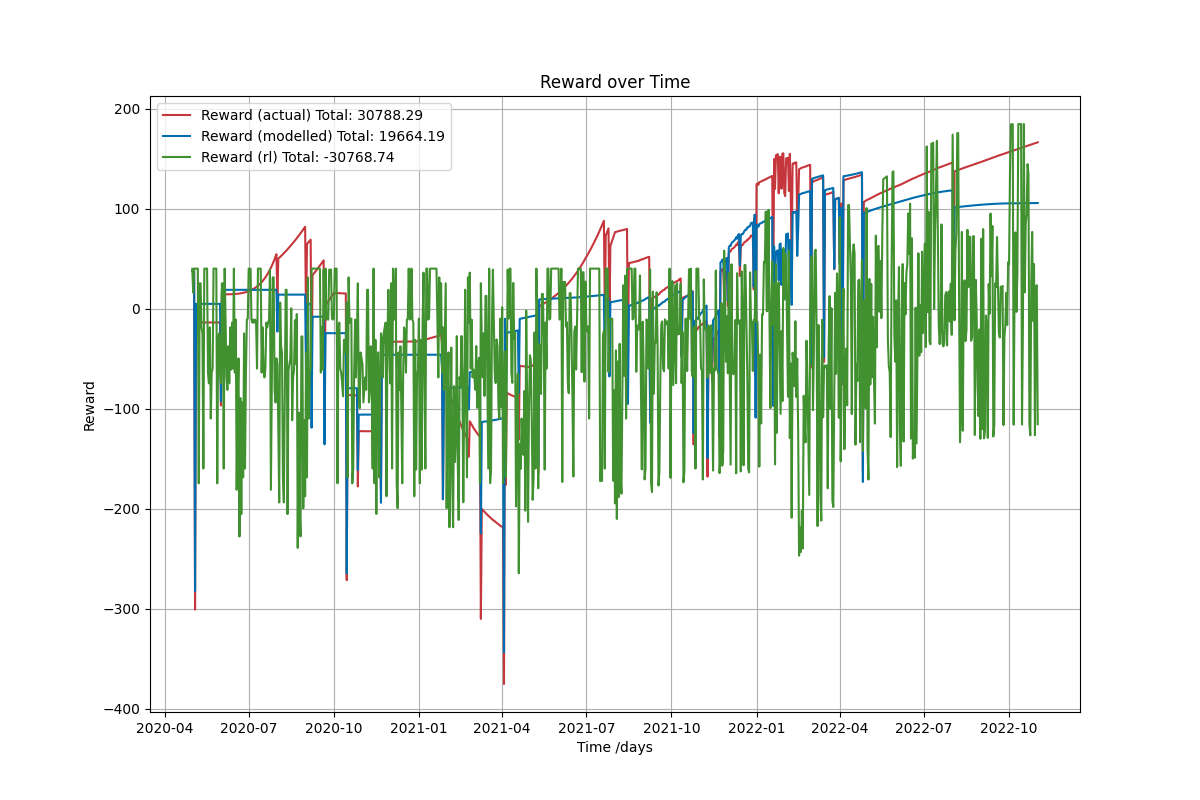 Reward over Time
Reward (actual) Total: 30788.29
Reward (modelled) Total: 19664.19
Reward (rl) Total: -30768.74
200
100
0
−100
−200
−300
−400
Reward
2020-04 2020-07 2020-10 2021-01 2021-04 2021-07 2021-10 2022-01 2022-04 2022-07 2022-10
Time /days